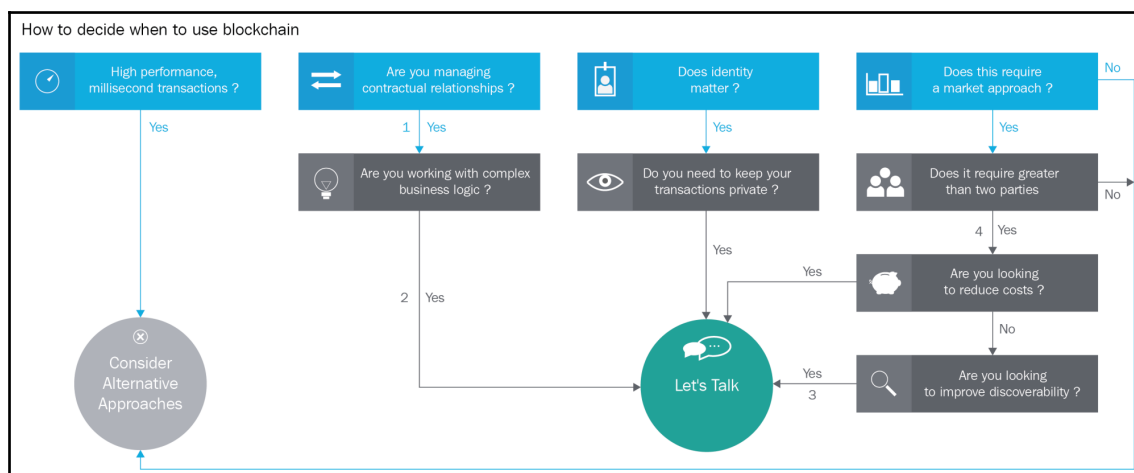 How to decide when to use blockchain
High performance,
millisecond transactions ?
Are you managing
contractual relationships ?
Does identity
matter ?
Does this require
a market approach ?
No
Yes
1 Yes
Yes
Yes
Are you working with complex
business logic ?
Do you need to keep your
transactions private ?
Does it require greater
than two parties
No
4 Yes
Yes
Yes
Are you looking
to reduce costs ?
2 Yes
No
Consider
Alternative
Approaches
Let's Talk
Yes
3
Are you looking
to improve discoverability ?